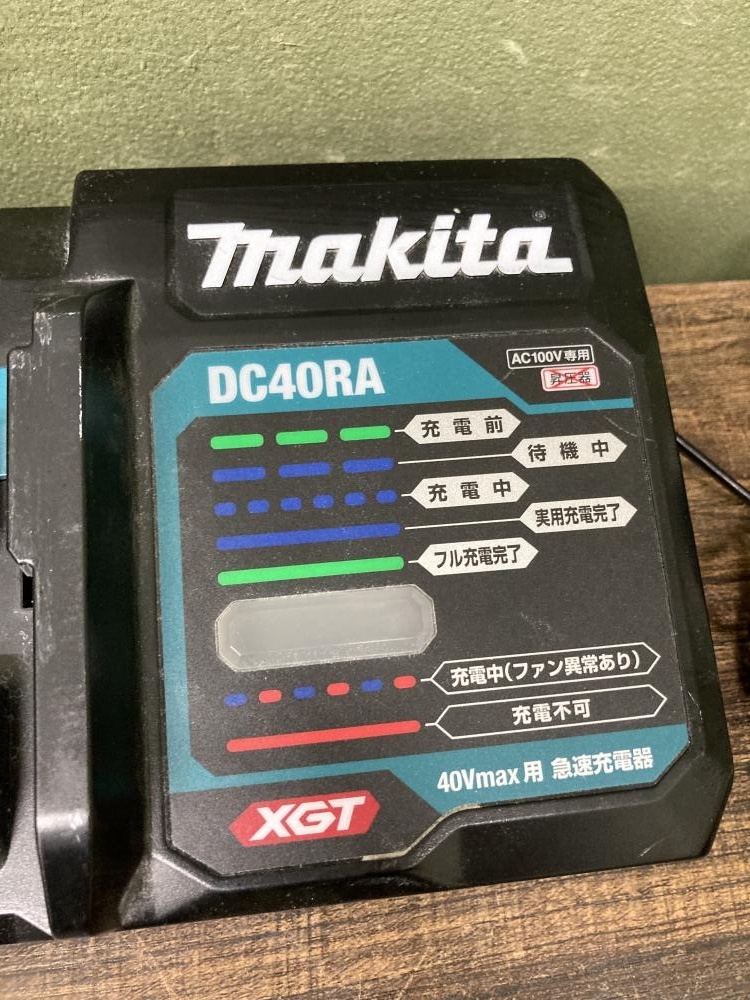 makita
DC40RA
AC100V専用
昇圧器
充電前
待機中
充電中
実用充電完了
フル充電完了
充電中(ファン異常あり)
充電不可
40Vmax用 急速充電器
XGT